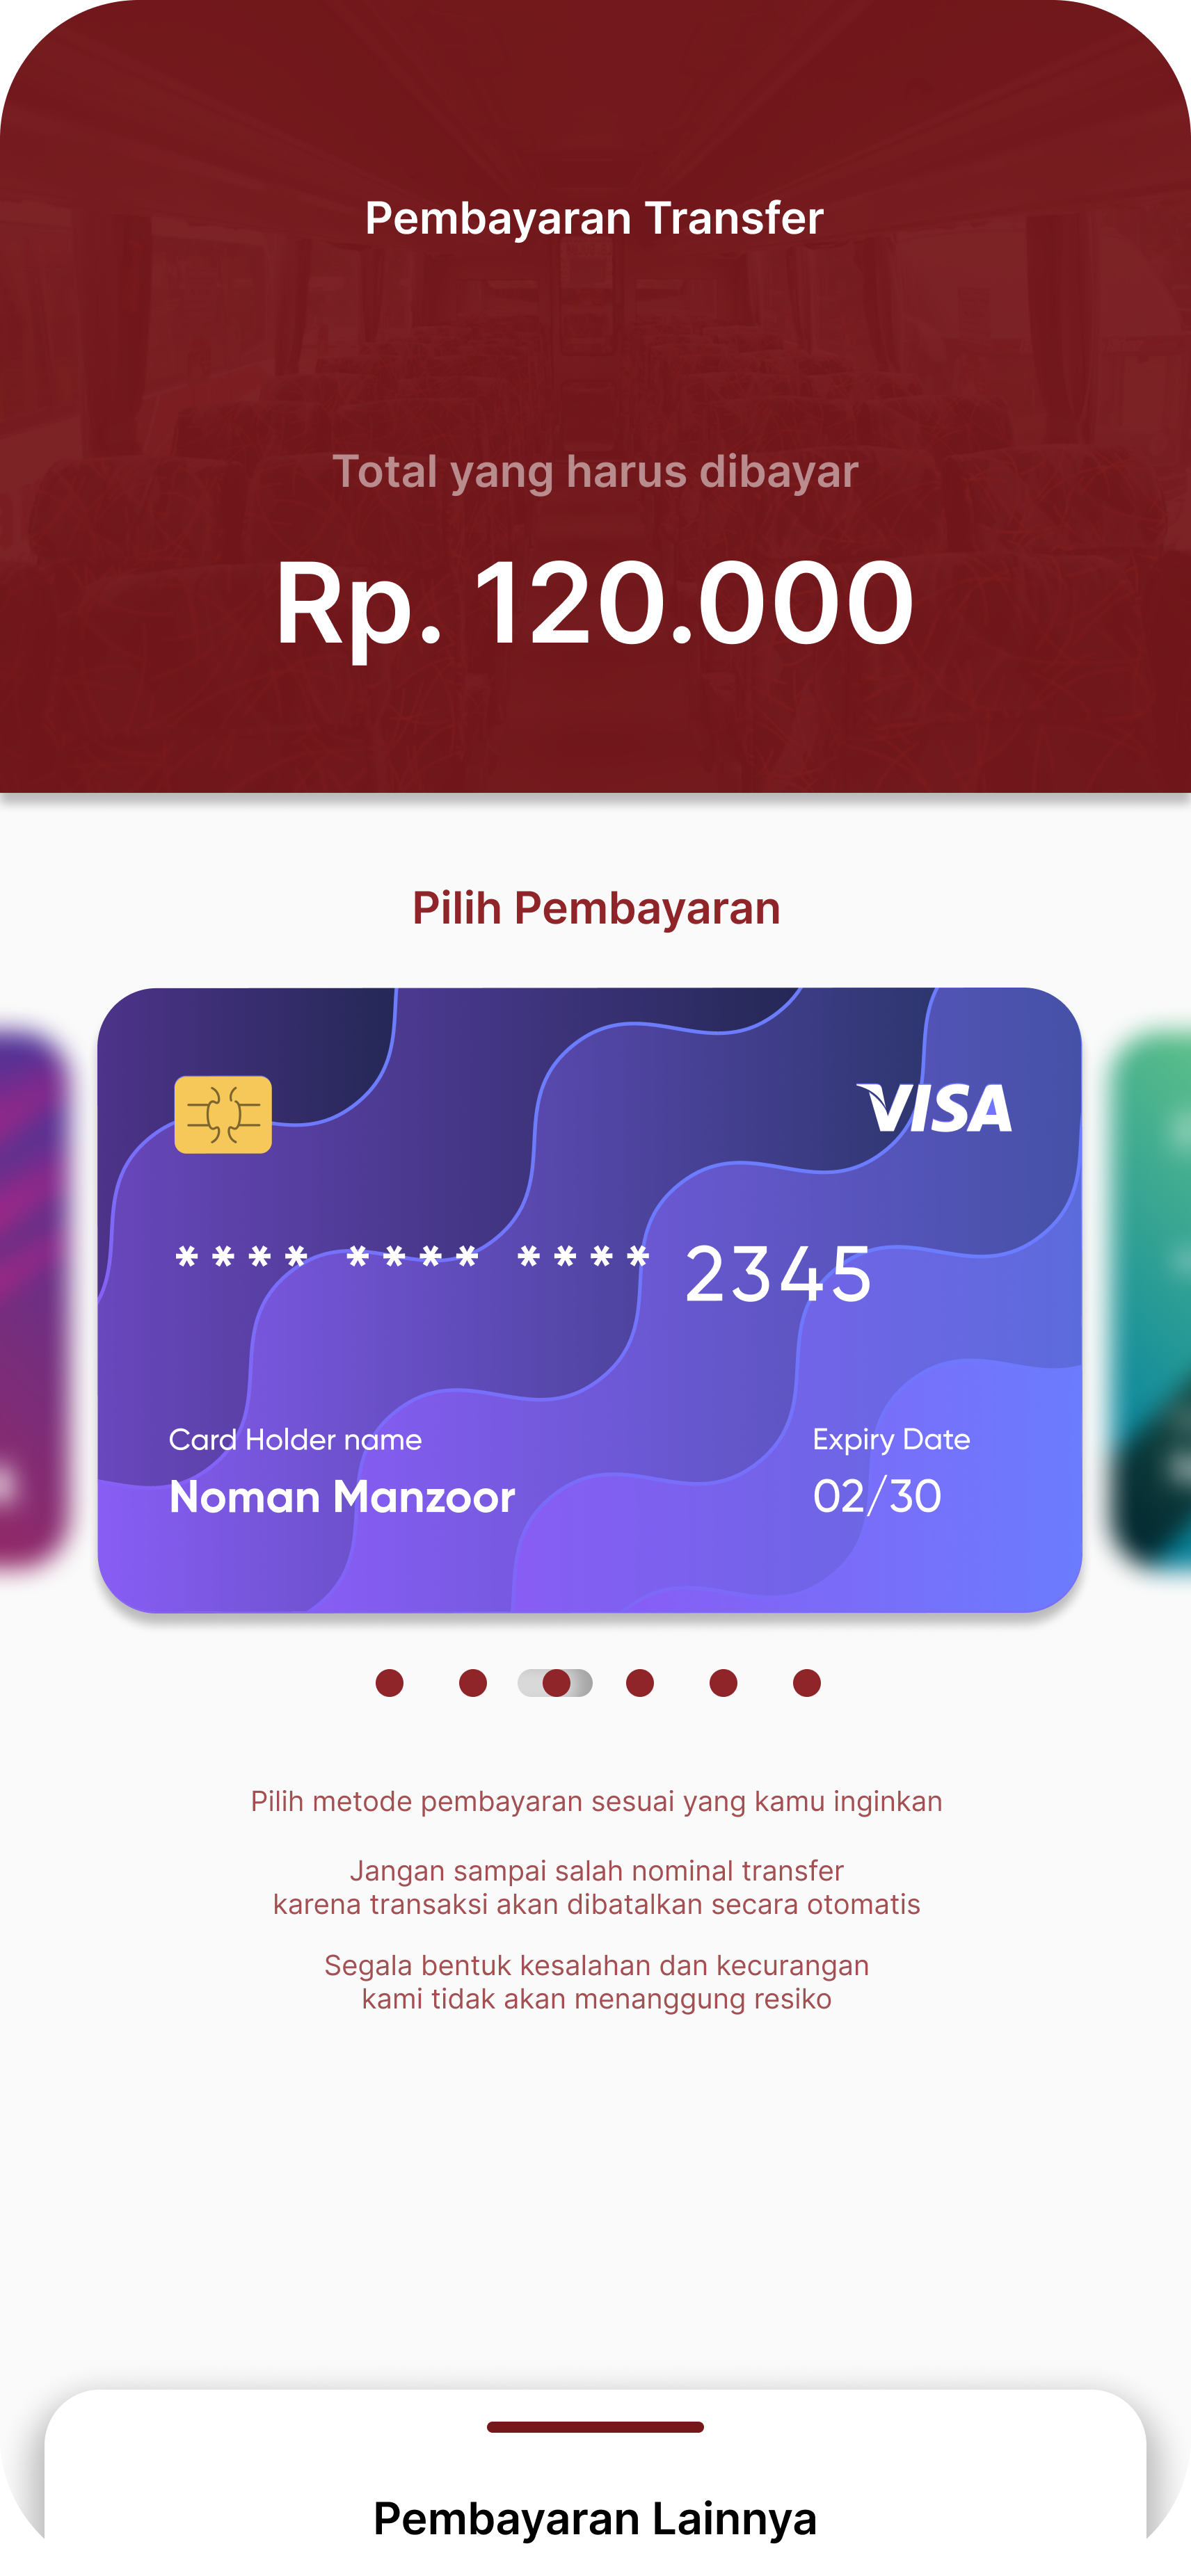 Pembayaran Transfer
Total yang harus dibayar
Rp. 120.000
Pilih Pembayaran
VISA
**** **** **** 2345
Card Holder name
Noman Manzoor
Expiry Date
02/30
Pilih metode pembayaran sesuai yang kamu inginkan
Jangan sampai salah nominal transfer
karena transaksi akan dibatalkan secara otomatis
Segala bentuk kesalahan dan kecurangan
kami tidak akan menanggung resiko
Pembayaran Lainnya